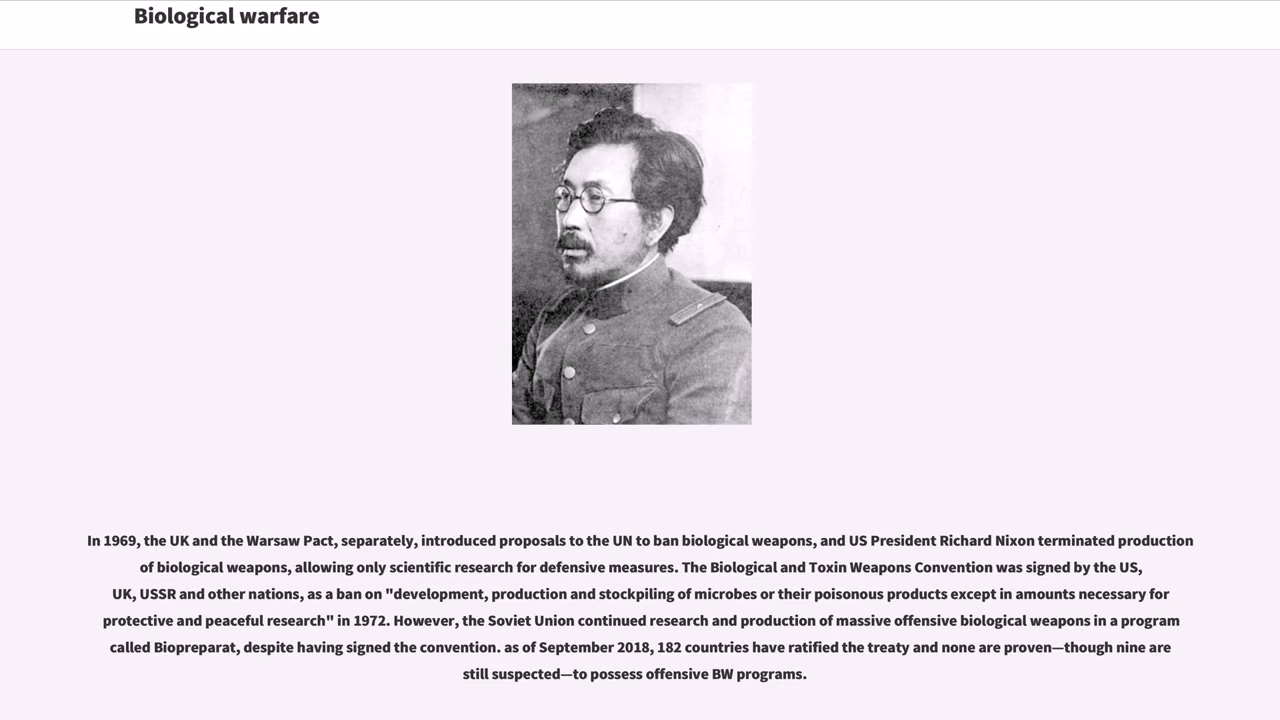 Biological warfare
In 1969, the UK and the Warsaw Pact, separately, introduced proposals to the UN to ban biological weapons, and US President Richard Nixon terminated production
of biological weapons, allowing only scientific research for defensive measures. The Biological and Toxin Weapons Convention was signed by the US,
UK, USSR and other nations, as a ban on "development, production and stockpiling of microbes or their poisonous products except in amounts necessary for
protective and peaceful research" in 1972. However, the Soviet Union continued research and production of massive offensive biological weapons in a program
called Biopreparat, despite having signed the convention. as of September 2018, 182 countries have ratified the treaty and none are proven—though nine are
still suspected—to possess offensive BW programs.